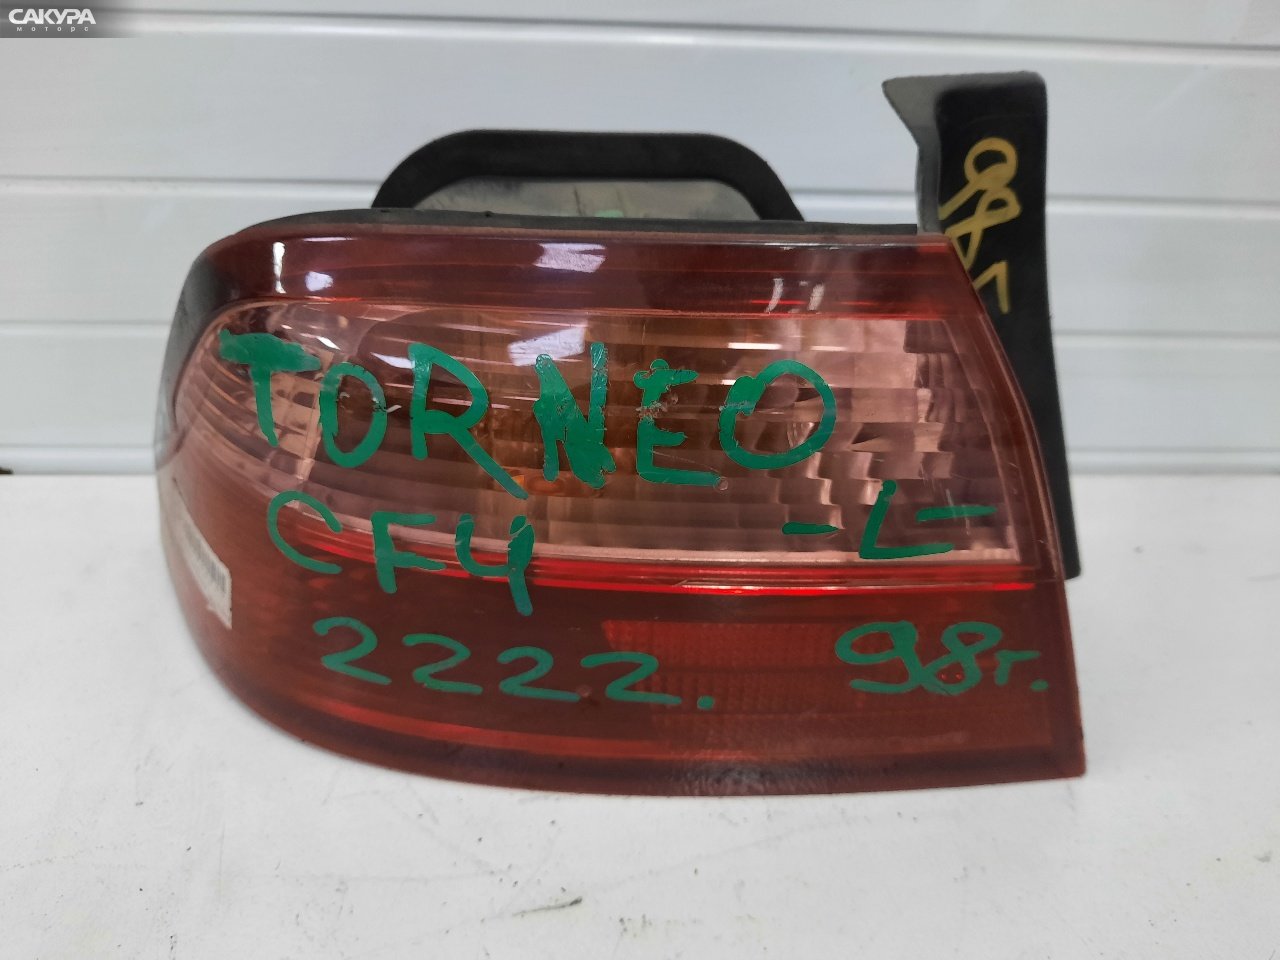 САКУРА
моторс
TORNEO
CF4 -L-
2222. 98г.